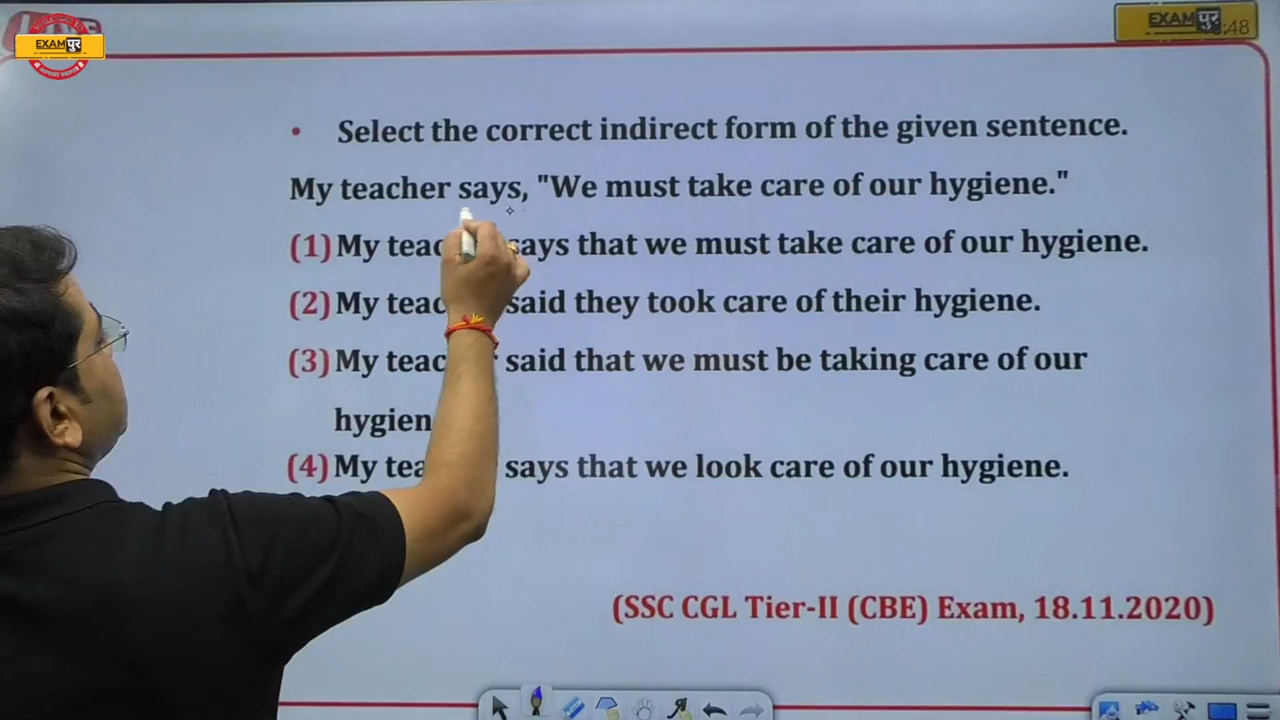 EXAMपुर
EXAMपुर
:48
• Select the correct indirect form of the given sentence.
My teacher says, "We must take care of our hygiene."
(1) My teac says that we must take care of our hygiene.
(2) My teac said they took care of their hygiene.
(3) My teac said that we must be taking care of our
hygien
(4) My tea says that we look care of our hygiene.
(SSC CGL Tier-II (CBE) Exam, 18.11.2020)